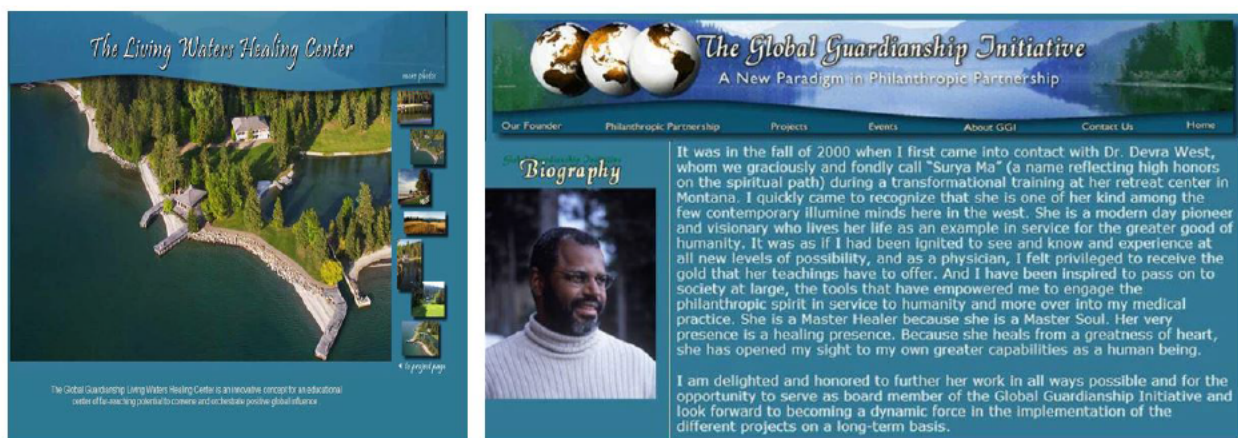 The Living Waters Healing Center
more photos
to project page
The Global Guardianship Living Waters Healing Center is an innovative concept for an educational
center of far-reaching potential to convene and orchestrate positive global influence
The Global Guardianship Initiative
A New Paradigm in Philanthropic Partnership
Our Founder Philanthropic Partnership Projects Events About GGI Contact Us Home
Global Guardianship Initiative
Biography
It was in the fall of 2000 when I first came into contact with Dr. Devra West,
whom we graciously and fondly call "Surya Ma" (a name reflecting high honors
on the spiritual path) during a transformational training at her retreat center in
Montana. I quickly came to recognize that she is one of her kind among the
few contemporary illumine minds here in the west. She is a modern day pioneer
and visionary who lives her life as an example in service for the greater good of
humanity. It was as if I had been ignited to see and know and experience at
all new levels of possibility, and as a physician, I felt privileged to receive the
gold that her teachings have to offer. And I have been inspired to pass on to
society at large, the tools that have empowered me to engage the
philanthropic spirit in service to humanity and more over into my medical
practice. She is a Master Healer because she is a Master Soul. Her very
presence is a healing presence. Because she heals from a greatness of heart,
she has opened my sight to my own greater capabilities as a human being.
I am delighted and honored to further her work in all ways possible and for the
opportunity to serve as board member of the Global Guardianship Initiative and
look forward to becoming a dynamic force in the implementation of the
different projects on a long-term basis.